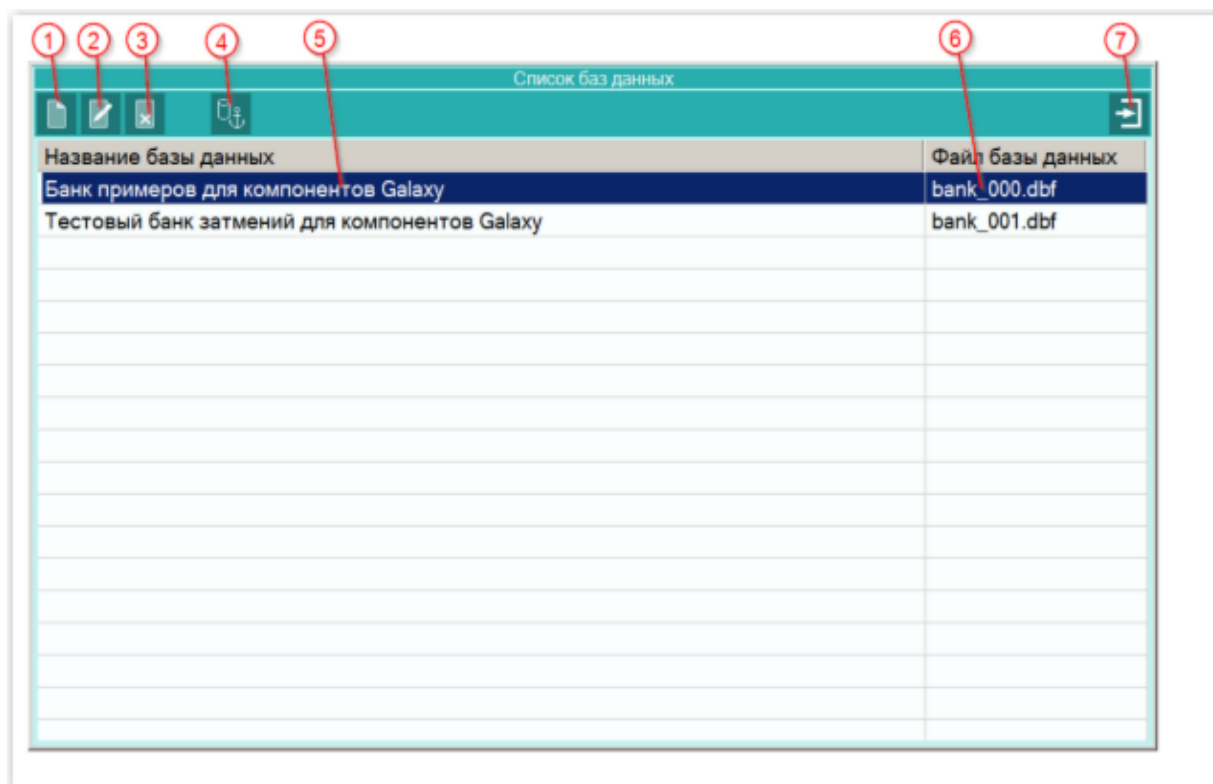 1 2 3 4 5 6 7
Список баз данных
Название базы данных Файл базы данных
Банк примеров для компонентов Galaxy bank_000.dbf
Тестовый банк затмений для компонентов Galaxy bank_001.dbf